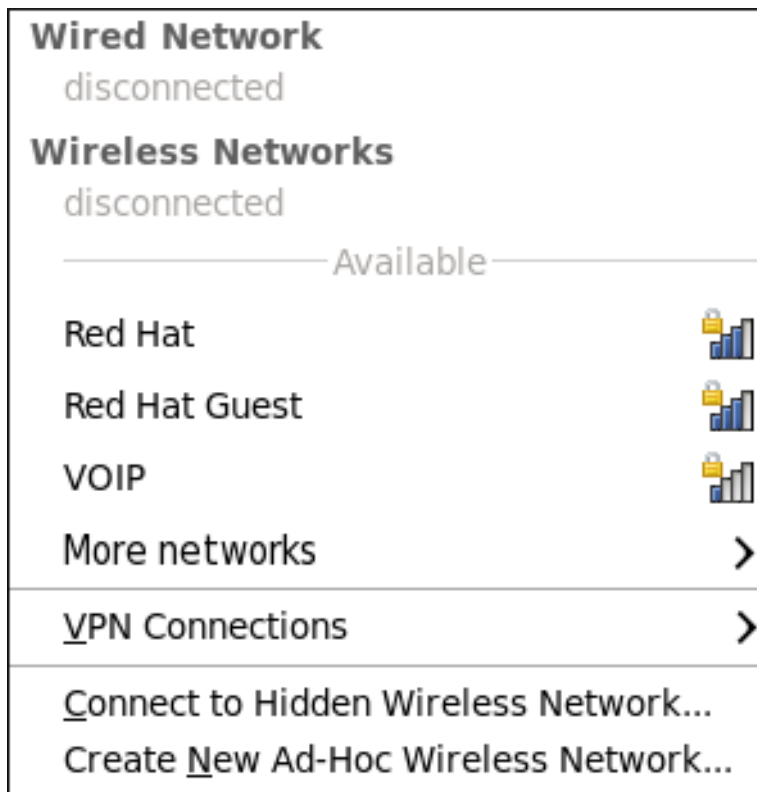 Wired Network
disconnected
Wireless Networks
disconnected
Available
Red Hat
Red Hat Guest
VOIP
More networks
VPN Connections
Connect to Hidden Wireless Network...
Create New Ad-Hoc Wireless Network...